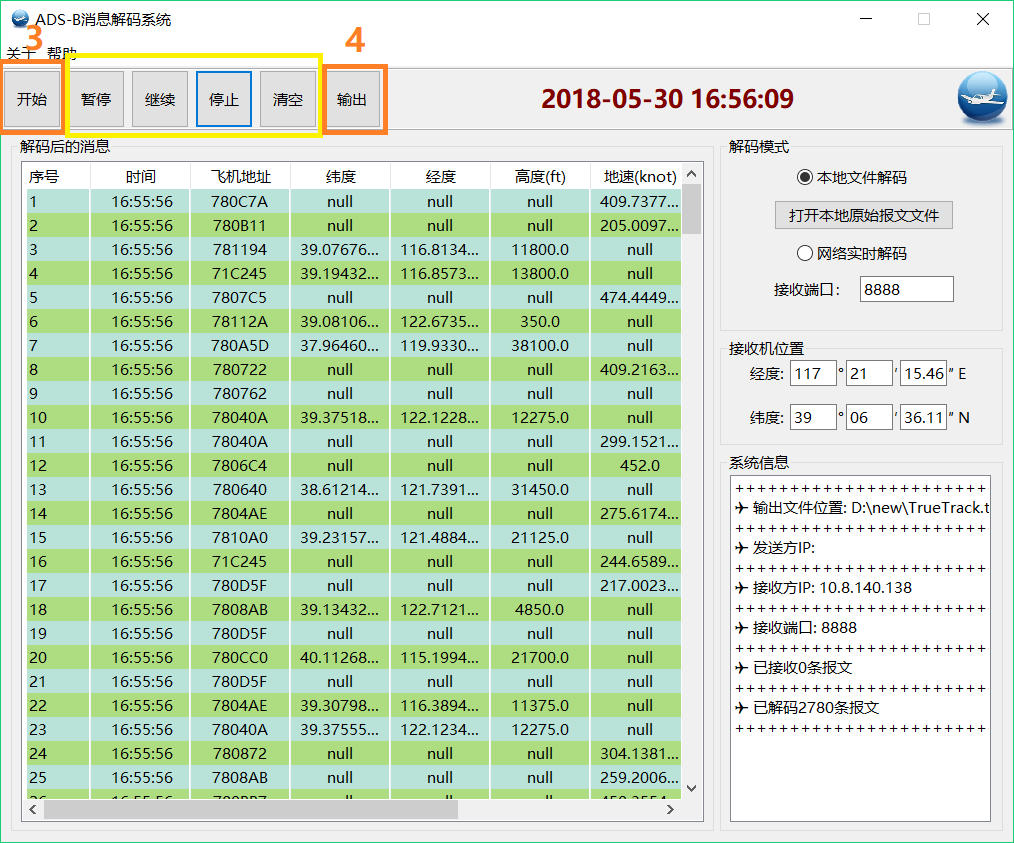 ADS-B消息解码系统
关于 帮助
3
4
开始 暂停 继续 停止 清空 输出
2018-05-30 16:56:09
解码后的消息
序号 时间 飞机地址 纬度 经度 高度(ft) 地速(knot)
1 16:55:56 780C7A null null null 409.7377...
2 16:55:56 780B11 null null null 205.0097...
3 16:55:56 781194 39.07676... 116.8134... 11800.0 null
4 16:55:56 71C245 39.19432... 116.8573... 13800.0 null
5 16:55:56 7807C5 null null null 474.4449...
6 16:55:56 78112A 39.08106... 122.6735... 350.0 null
7 16:55:56 780A5D 37.96460... 119.9330... 38100.0 null
8 16:55:56 780722 null null null 409.2163...
9 16:55:56 780762 null null null null
10 16:55:56 78040A 39.37518... 122.1228... 12275.0 null
11 16:55:56 78040A null null null 299.1521...
12 16:55:56 7806C4 null null null 452.0
13 16:55:56 780640 38.61214... 121.7391... 31450.0 null
14 16:55:56 7804AE null null null 275.6174...
15 16:55:56 7810A0 39.23157... 121.4884... 21125.0 null
16 16:55:56 71C245 null null null 244.6589...
17 16:55:56 780D5F null null null 217.0023...
18 16:55:56 7808AB 39.13432... 122.7121... 4850.0 null
19 16:55:56 780D5F null null null null
20 16:55:56 780CC0 40.11268... 115.1994... 21700.0 null
21 16:55:56 780D5F null null null null
22 16:55:56 7804AE 39.30798... 116.3894... 11375.0 null
23 16:55:56 78040A 39.37555... 122.1234... 12275.0 null
24 16:55:56 780872 null null null 304.1381...
25 16:55:56 7808AB null null null 259.2006...
解码模式
本地文件解码
打开本地原始报文文件
网络实时解码
接收端口: 8888
接收机位置
经度: 117 ° 21 ′ 15.46 ″ E
纬度: 39 ° 06 ′ 36.11 ″ N
系统信息
+++++++++++++++++++++++
✈ 输出文件位置: D:\new\TrueTrack.t
+++++++++++++++++++++++
✈ 发送方IP:
+++++++++++++++++++++++
✈ 接收方IP: 10.8.140.138
+++++++++++++++++++++++
✈ 接收端口: 8888
+++++++++++++++++++++++
✈ 已接收0条报文
+++++++++++++++++++++++
✈ 已解码2780条报文
+++++++++++++++++++++++